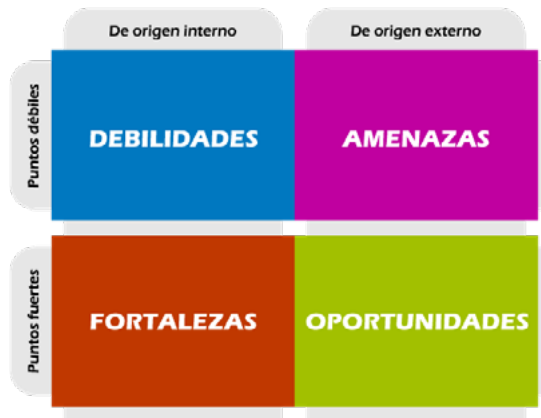 De origen interno
De origen externo
Puntos débiles
DEBILIDADES
AMENAZAS
Puntos fuertes
FORTALEZAS
OPORTUNIDADES